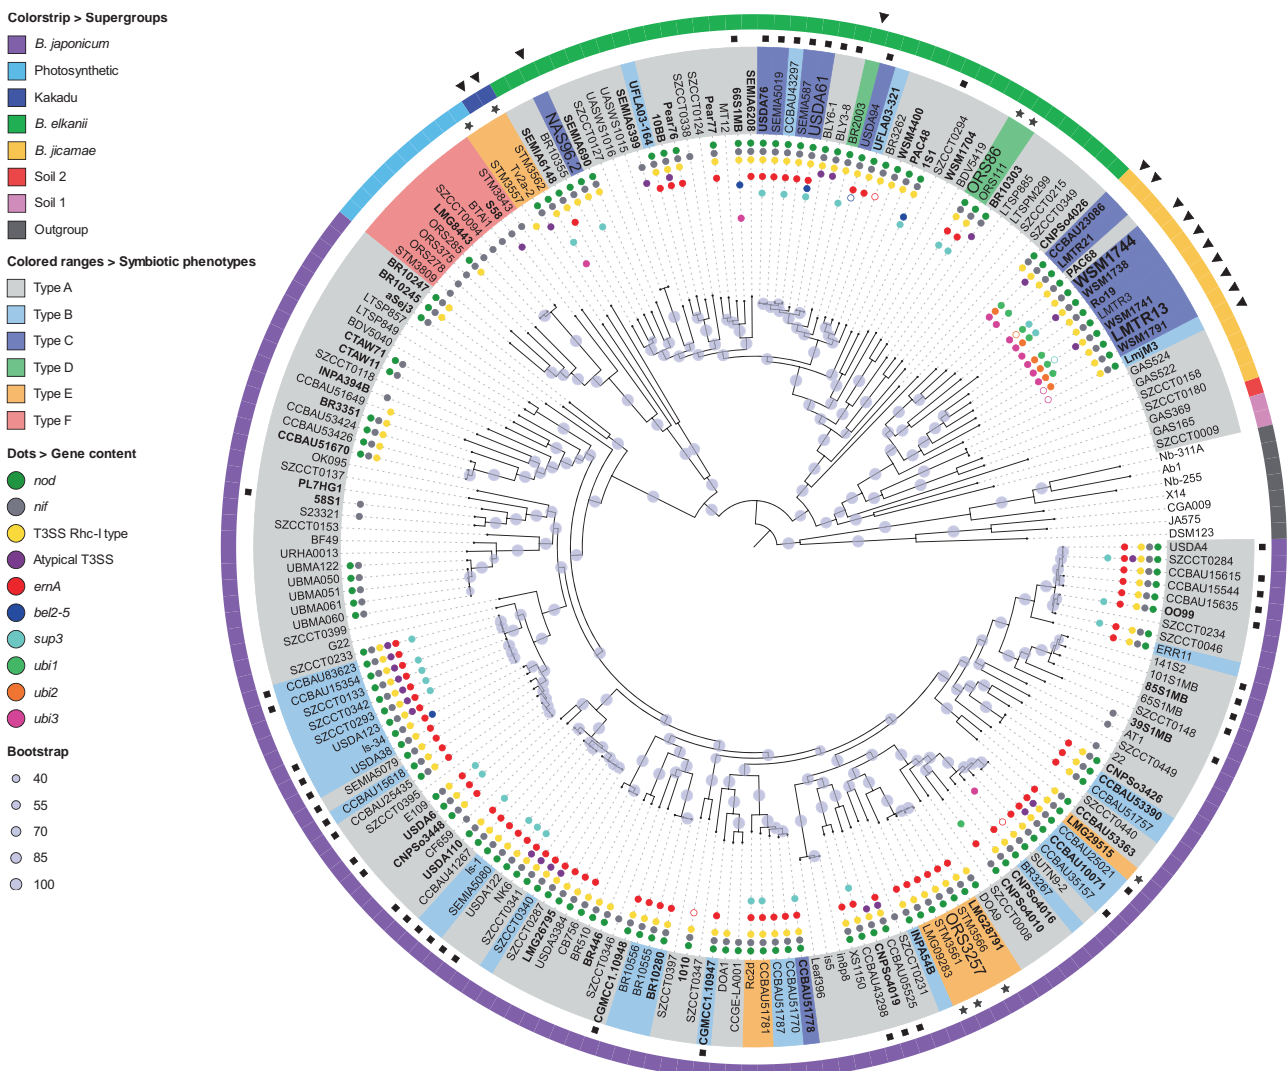 Colorstrip > Supergroups
B. japonicum
Photosynthetic
Kakadu
B. elkanii
B. jicamae
Soil 2
Soil 1
Outgroup
Colored ranges > Symbiotic phenotypes
Type A
Type B
Type C
Type D
Type E
Type F
Dots > Gene content
nod
nif
T3SS Rhc-I type
Atypical T3SS
ernA
bel2-5
sup3
ubi1
ubi2
ubi3
Bootstrap
40
55
70
85
100
STM3809
ORS278
ORS375
ORS285
LMG8443
SZCCT0094
BTAi1
S58
STM3843
STM3557
Tv2a-2
STM3562
SEMIA6148
BR10385
NAS96.2
SEMIA690
SZCCT0127
UASWS1016
UASWS1015
SEMIA6399
UFLA03-164
10BB
Pear76
SZCCT0338
SZCCT0124
Pear77
MT12
66S1MB
SEMIA6208
USDA76
SEMIA5019
CCBAU43297
SEMIA587
USDA61
BLY6-1
BLY3-8
BR2003
USDA94
UFLA03-321
BR3262
WSM4400
PAC48
1S1
SZCCT0294
WSM1704
BDV5419
ORS86
ORS111
BR10303
LTSP885
LTSPM299
SZCCT0215
SZCCT0349
CNPSo4026
CCBAU23086
LMTR21
PAC68
WSM1744
WSM1738
Ro19
LMTR3
WSM1741
LMTR13
WSM1791
LmjM3
GAS524
GAS522
SZCCT0158
SZCCT0180
GAS369
GAS165
SZCCT0009
Nb-311A
Ab1
Nb-255
X14
CGA009
JA575
DSM123
USDA4
SZCCT0284
CCBAU15615
CCBAU15544
CCBAU15635
OO99
SZCCT0234
SZCCT0046
ERR11
141S2
101S1MB
85S1MB
65S1MB
SZCCT0148
39S1MB
AT1
SZCCT0449
22
CNPSo3426
CCBAU53390
CCBAU51757
SZCCT0440
CCBAU53363
LMG29515
CCBAU25021
CCBAU10071
CCBAU35157
SUTN9-2
BR3267
CNPSo4016
CNPSo4010
SZCCT0008
DOA9
LMG28791
STM3566
ORS3257
STM3561
LMG09283
INPA54B
SZCCT0231
CCBAU05525
CNPSo4019
CCBAU43298
XS1150
in8p8
is5
Leaf396
CCBAU51778
CCBAU51770
CCBAU51787
CCBAU51781
Rc2d
CCGE-LA001
DOA1
CGMCC1.10947
SZCCT0347
1010
SZCCT0397
BR10280
BR10555
BR10556
CGMCC1.10948
SZCCT0346
BR446
BR510
CB756
USDA3384
LMG26795
SZCCT0287
SZCCT0340
SZCCT0341
NK6
USDA122
SEMIA5080
Is-1
CCBAU41267
USDA110
CF659
CNPSo3448
USDA6
E109
SZCCT0395
CCBAU25435
CCBAU15618
SEMIA5079
USDA38
Is-34
USDA123
SZCCT0293
SZCCT0342
SZCCT0133
CCBAU15354
CCBAU83623
SZCCT0233
G22
SZCCT0399
UBMA060
UBMA061
UBMA051
UBMA050
UBMA122
URHA0013
BF49
SZCCT0153
S23321
58S1
PL7HG1
SZCCT0137
OK095
CCBAU51670
CCBAU53426
CCBAU53424
BR3351
CCBAU51649
INPA394B
SZCCT0118
CTAW11
CTAW71
BDV5040
LTSP849
LTSP857
aSej3
BR10245
BR10247